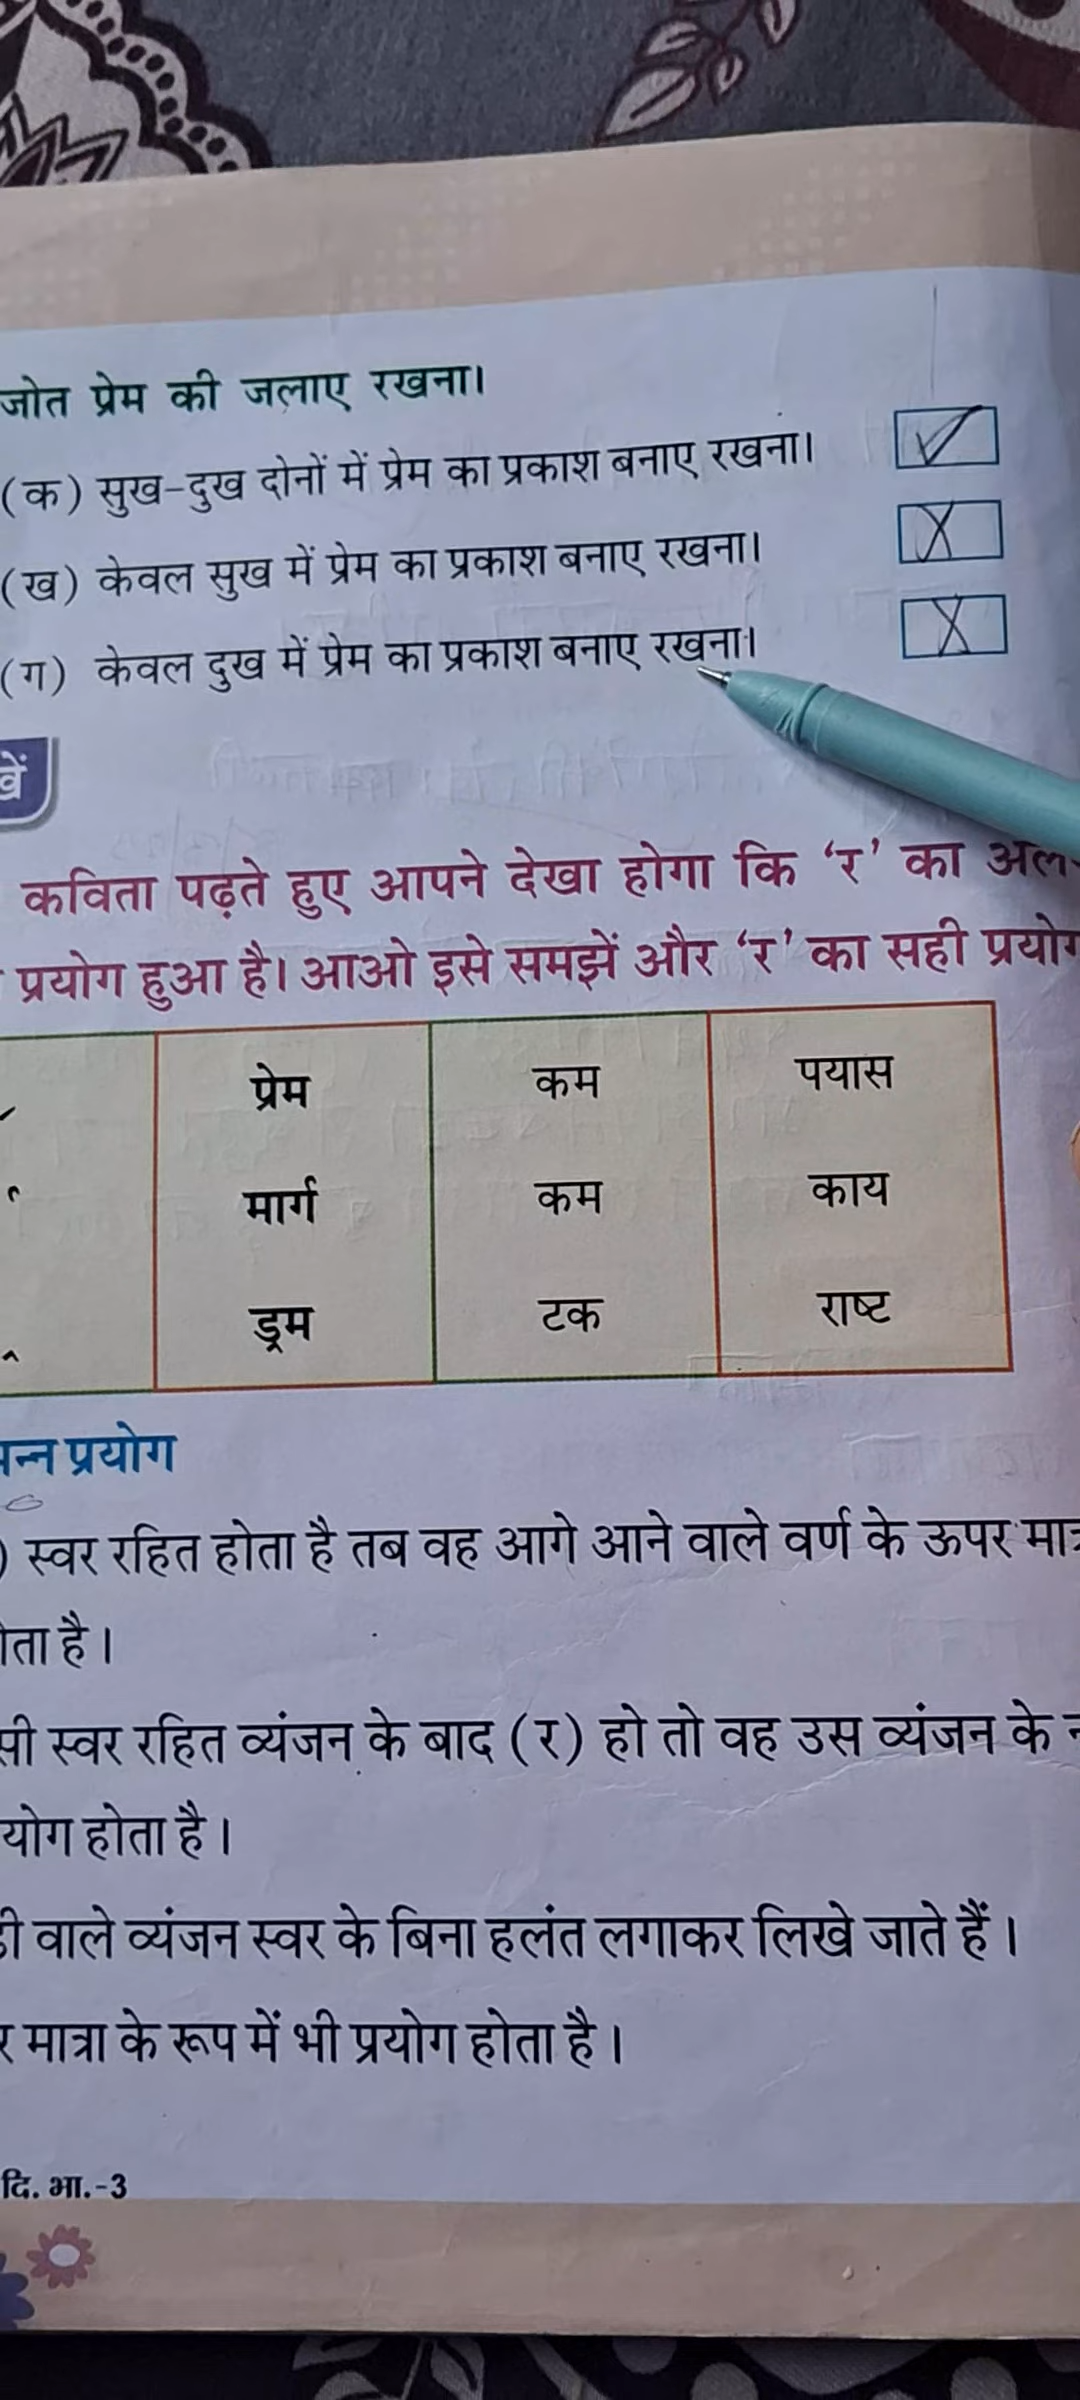 जोत प्रेम की जलाए रखना।
(क) सुख-दुख दोनों में प्रेम का प्रकाश बनाए रखना।
(ख) केवल सुख में प्रेम का प्रकाश बनाए रखना।
(ग) केवल दुख में प्रेम का प्रकाश बनाए रखना।
कविता पढ़ते हुए आपने देखा होगा कि ‘र’ का अल
प्रयोग हुआ है। आओ इसे समझें और ‘र’ का सही प्रयोग
प्रेम कम पयास
मार्ग कम काय
ड्रम टक राष्ट
न्न प्रयोग
) स्वर रहित होता है तब वह आगे आने वाले वर्ण के ऊपर मात्र
ोता है।
सी स्वर रहित व्यंजन के बाद (र) हो तो वह उस व्यंजन के न
योग होता है।
ी वाले व्यंजन स्वर के बिना हलंत लगाकर लिखे जाते हैं।
र मात्रा के रूप में भी प्रयोग होता है।
दि. भा.-3